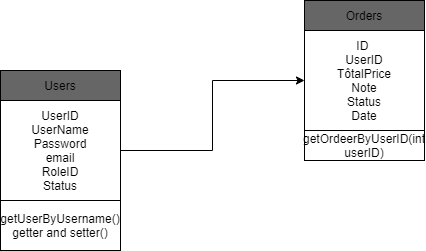 Orders
ID
UserID
TôtalPrice
Note
Status
Date
getOrdeerByUserID(int
userID)
Users
UserID
UserName
Password
email
RoleID
Status
getUserByUsername()
getter and setter()